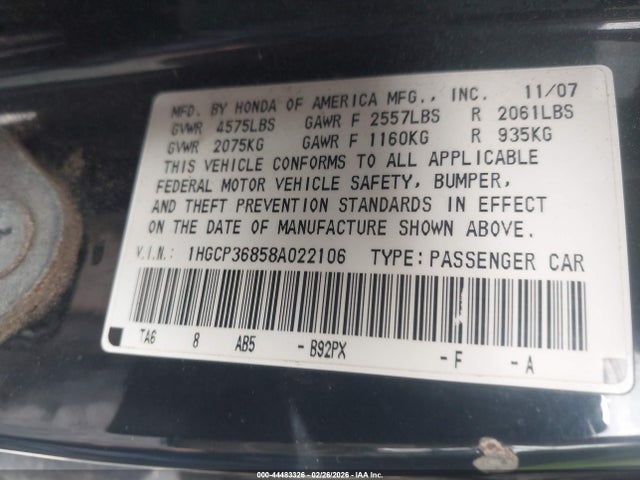 MFD. BY HONDA OF AMERICA MFG., INC. 11/07
GVWR 4575LBS GAWR F 2557LBS R 2061LBS
GVWR 2075KG GAWR F 1160KG R 935KG
THIS VEHICLE CONFORMS TO ALL APPLICABLE
FEDERAL MOTOR VEHICLE SAFETY, BUMPER,
AND THEFT PREVENTION STANDARDS IN EFFECT
ON THE DATE OF MANUFACTURE SHOWN ABOVE.
V.I.N.: 1HGCP36858A022106 TYPE: PASSENGER CAR
TA6 8 AB5 - B92PX - F - A
000-44483326 - 02/26/2026 - IAA Inc.